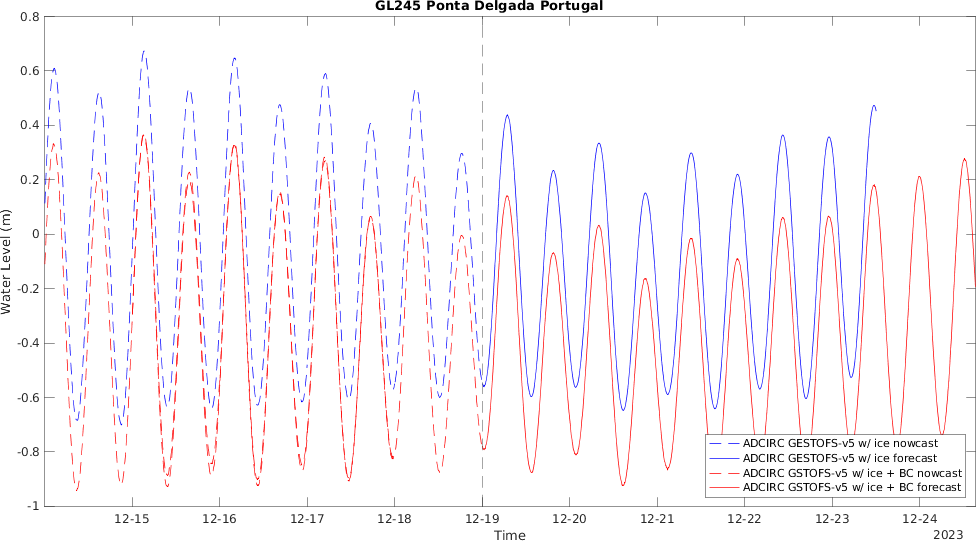 GL245 Ponta Delgada Portugal
0.8
0.6
0.4
0.2
0
-0.2
-0.4
-0.6
-0.8
-1
Water Level (m)
12-15 12-16 12-17 12-18 12-19 12-20 12-21 12-22 12-23 12-24
Time
2023
ADCIRC GESTOFS-v5 w/ ice nowcast
ADCIRC GESTOFS-v5 w/ ice forecast
ADCIRC GSTOFS-v5 w/ ice + BC nowcast
ADCIRC GSTOFS-v5 w/ ice + BC forecast